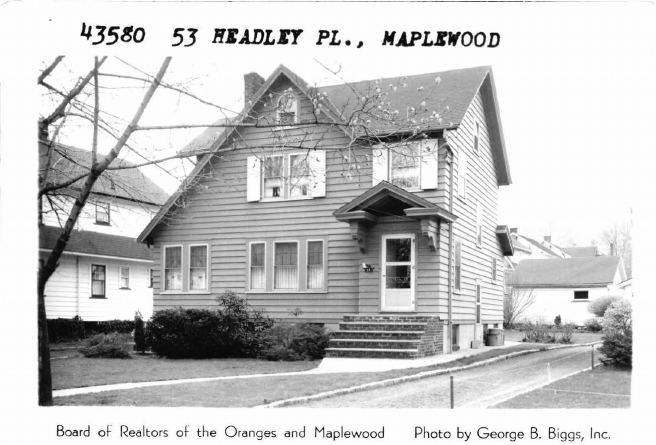 43580 53 HEADLEY PL., MAPLEWOOD
Board of Realtors of the Oranges and Maplewood Photo by George B. Biggs, Inc.